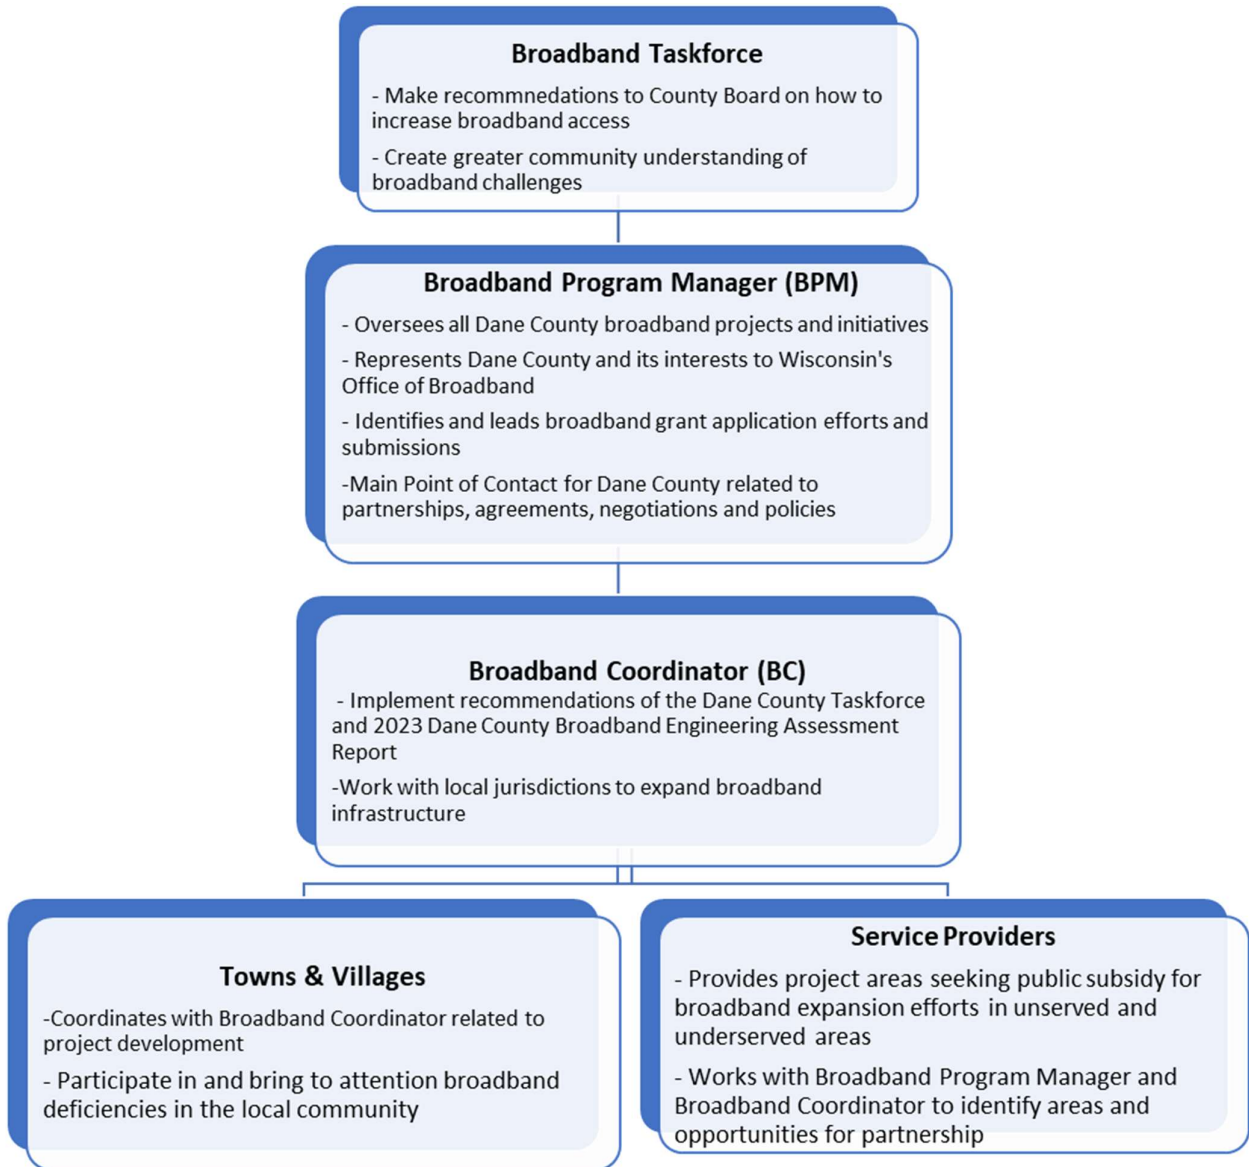 Broadband Taskforce
- Make recommnedations to County Board on how to
increase broadband access
- Create greater community understanding of
broadband challenges
Broadband Program Manager (BPM)
- Oversees all Dane County broadband projects and initiatives
- Represents Dane County and its interests to Wisconsin's
Office of Broadband
- Identifies and leads broadband grant application efforts and
submissions
-Main Point of Contact for Dane County related to
partnerships, agreements, negotiations and policies
Broadband Coordinator (BC)
- Implement recommendations of the Dane County Taskforce
and 2023 Dane County Broadband Engineering Assessment
Report
-Work with local jurisdictions to expand broadband
infrastructure
Towns & Villages
-Coordinates with Broadband Coordinator related to
project development
- Participate in and bring to attention broadband
deficiencies in the local community
Service Providers
- Provides project areas seeking public subsidy for
broadband expansion efforts in unserved and
underserved areas
- Works with Broadband Program Manager and
Broadband Coordinator to identify areas and
opportunities for partnership